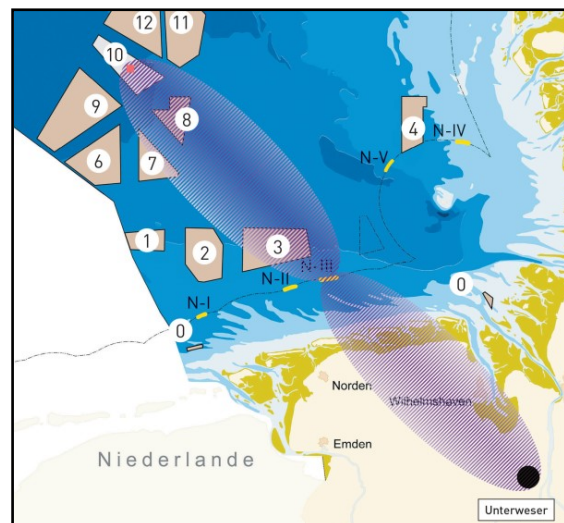 12
11
10
9
8
4
N-IV
6
7
N-V
1
2
3
N-III
N-II
0
N-I
0
Norden
Wilhelmshaven
Emden
Niederlande
Unterweser